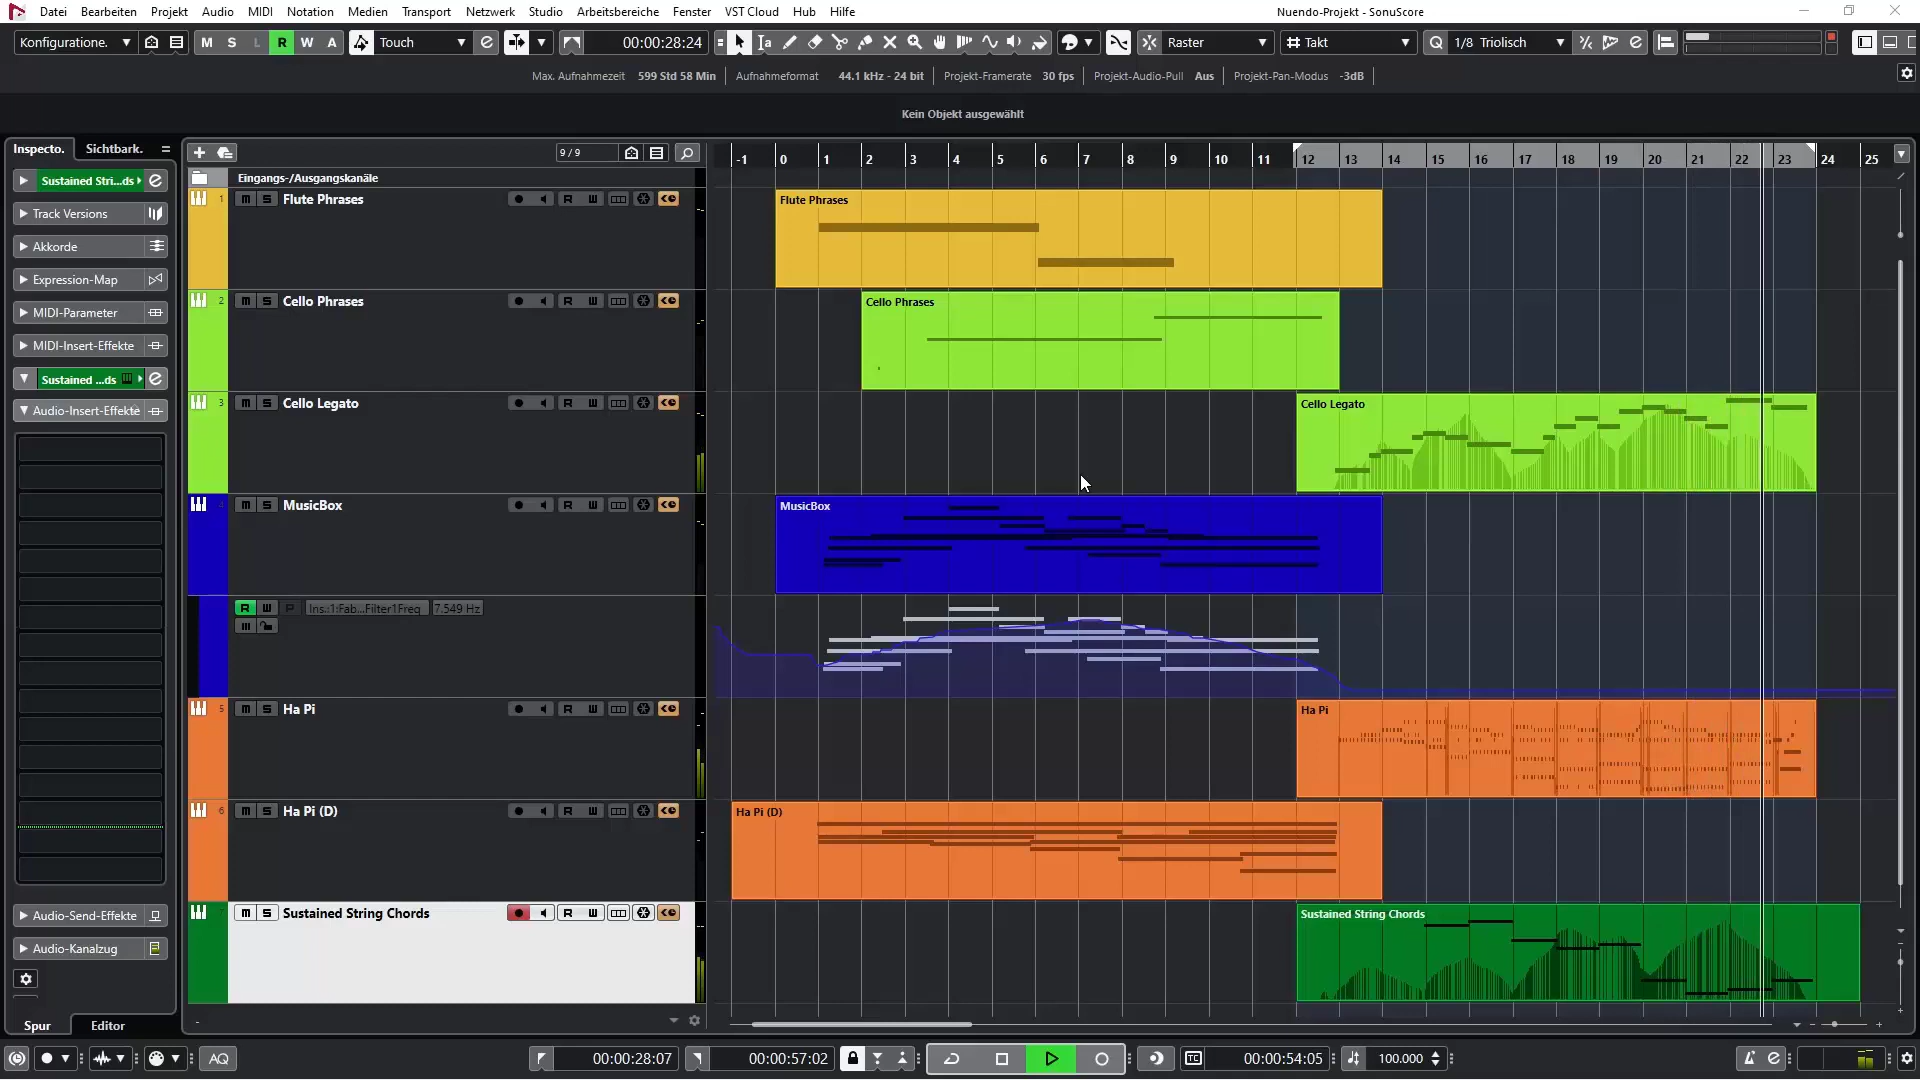 Datei Bearbeiten Projekt Audio MIDI Notation Medien Transport Netzwerk Studio Arbeitsbereiche Fenster VST Cloud Hub Hilfe Nuendo-Projekt - SonuScore
Konfiguratione. M S L R W A Touch 00:00:28:24 Raster Takt Q 1/8 Triolisch
Max. Aufnahmezeit 599 Std 58 Min Aufnahmeformat 44.1 kHz - 24 bit Projekt-Framerate 30 fps Projekt-Audio-Pull Aus Projekt-Pan-Modus -3dB
Kein Objekt ausgewählt
Inspecto. Sichtbark. 9 / 9 -1 0 1 2 3 4 5 6 7 8 9 10 11 12 13 14 15 16 17 18 19 20 21 22 23 24 25
Eingangs-/Ausgangskanäle
Sustained Stri...ds
Track Versions
Akkorde
Expression-Map
MIDI-Parameter
MIDI-Insert-Effekte
Sustained ...ds
Audio-Insert-Effekte
Audio-Send-Effekte
Audio-Kanalzug
Spur Editor
1 m S Flute Phrases R W Flute Phrases
2 m S Cello Phrases R W Cello Phrases
3 m S Cello Legato R W Cello Legato
m S MusicBox R W MusicBox
R W P Ins.:1:Fab...Filter1Freq 7.549 Hz
m
5 m S Ha Pi R W Ha Pi
6 m S Ha Pi (D) R W Ha Pi (D)
m S Sustained String Chords R W Sustained String Chords
AQ 00:00:28:07 00:00:57:02 TC 00:00:54:05 100.000